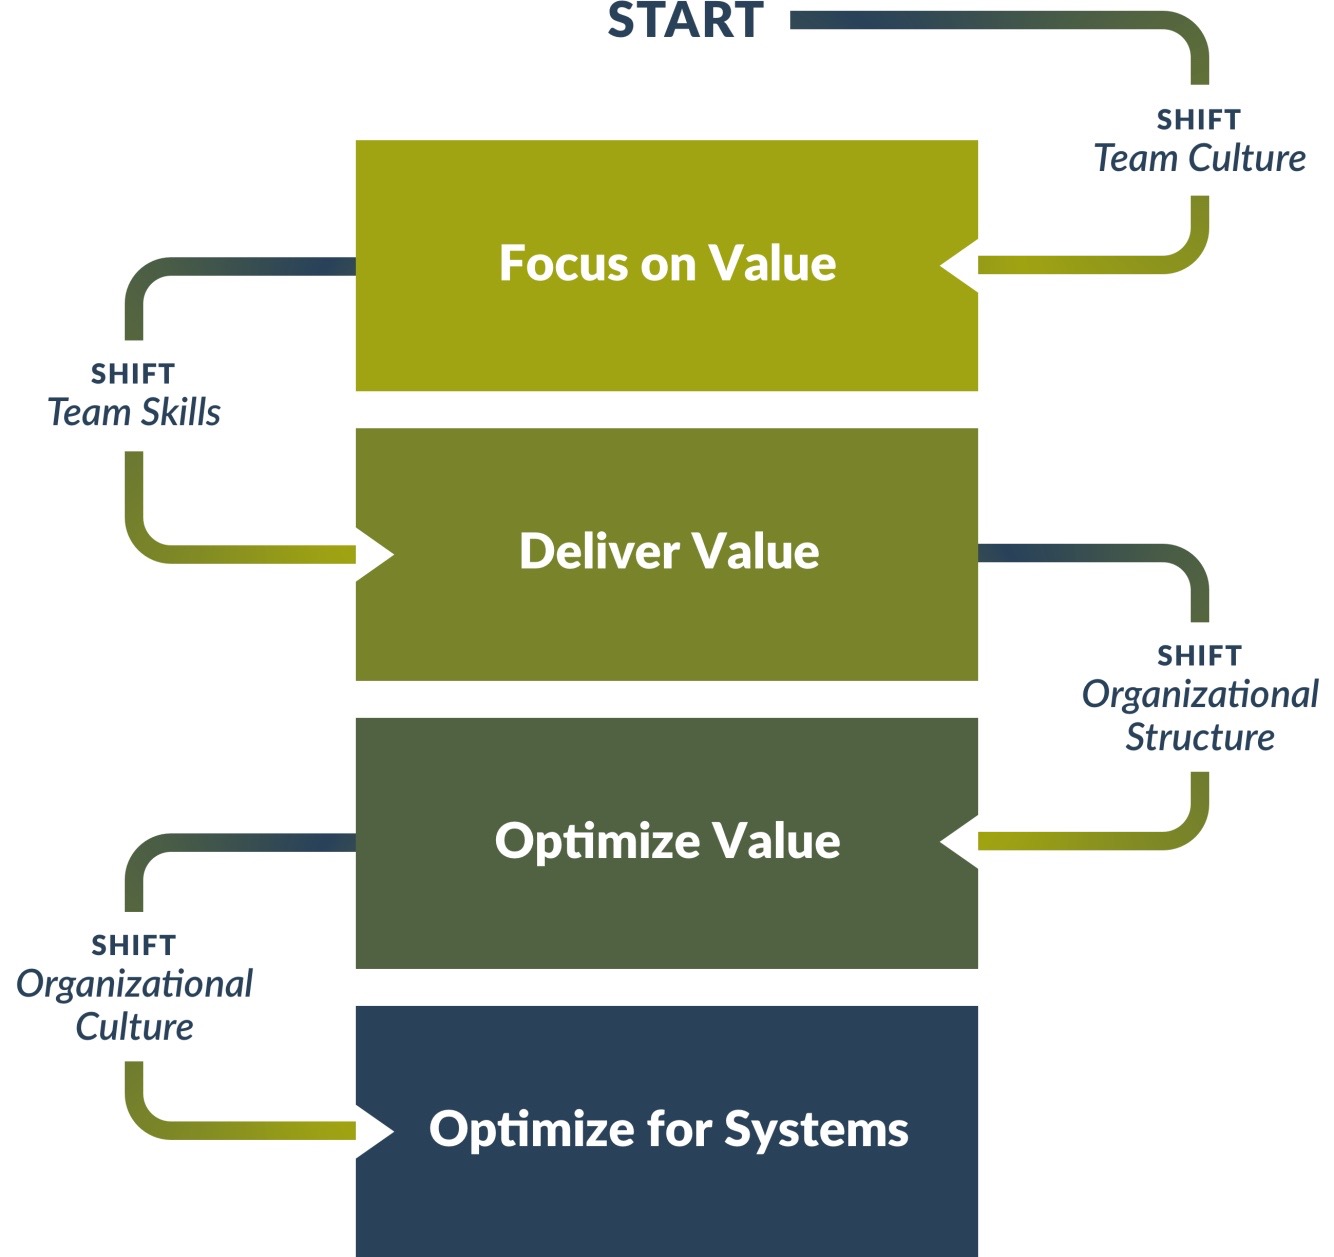 START
SHIFT
Team Culture
Focus on Value
SHIFT
Team Skills
Deliver Value
SHIFT
Organizational
Structure
Optimize Value
SHIFT
Organizational
Culture
Optimize for Systems